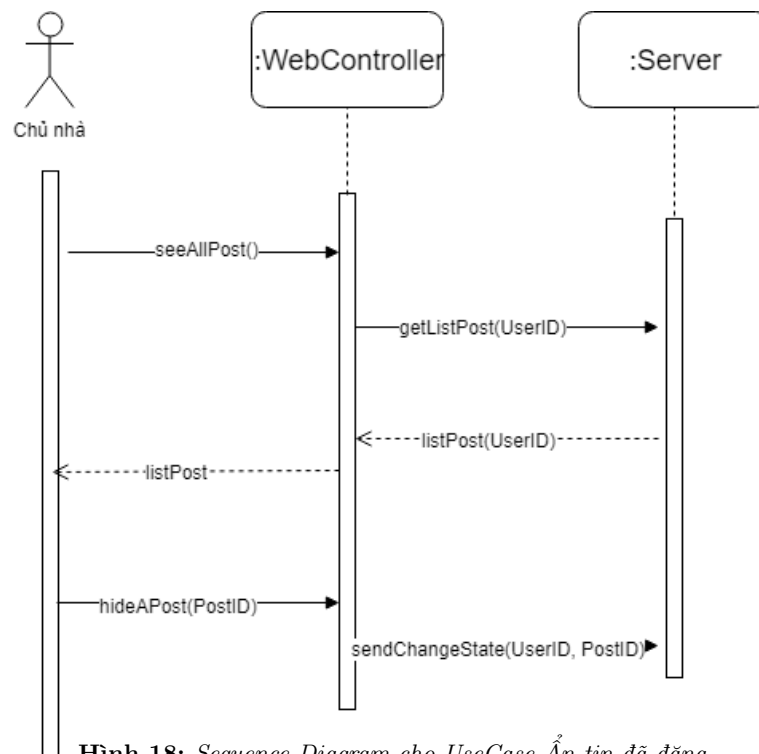 :WebController
:Server
Chủ nhà
seeAllPost()
getListPost(UserID)
listPost(UserID)
listPost
hideAPost(PostID)
sendChangeState(UserID, PostID)
Hình 18: Sequence Diagram cho UseCase Ẩn tin đã đăng